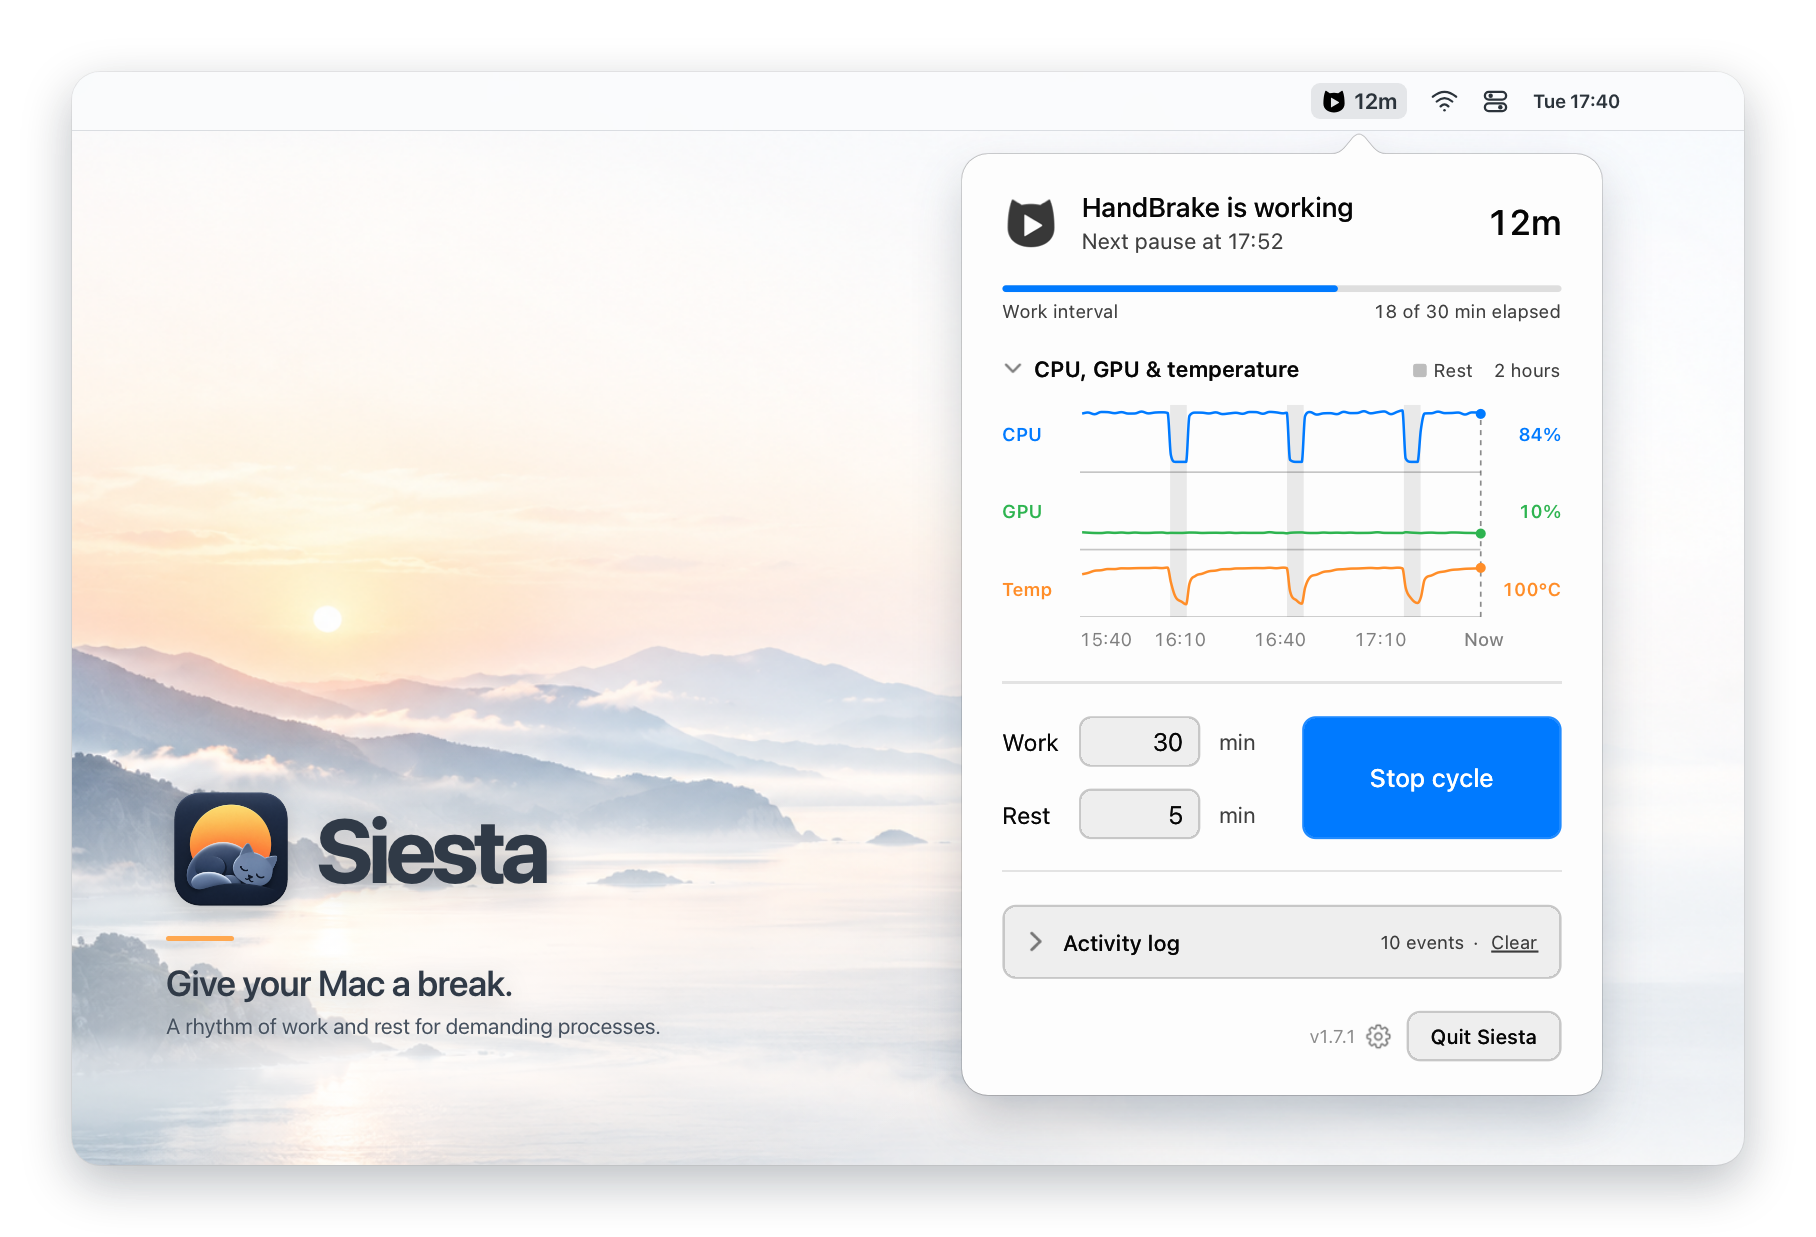 12m
Tue 17:40
HandBrake is working
Next pause at 17:52
12m
Work interval
18 of 30 min elapsed
CPU, GPU & temperature
Rest
2 hours
CPU
84%
GPU
10%
Temp
100°C
15:40 16:10 16:40 17:10 Now
Work 30 min
Stop cycle
Rest 5 min
Activity log
10 events · Clear
v1.7.1
Quit Siesta
Siesta
Give your Mac a break.
A rhythm of work and rest for demanding processes.